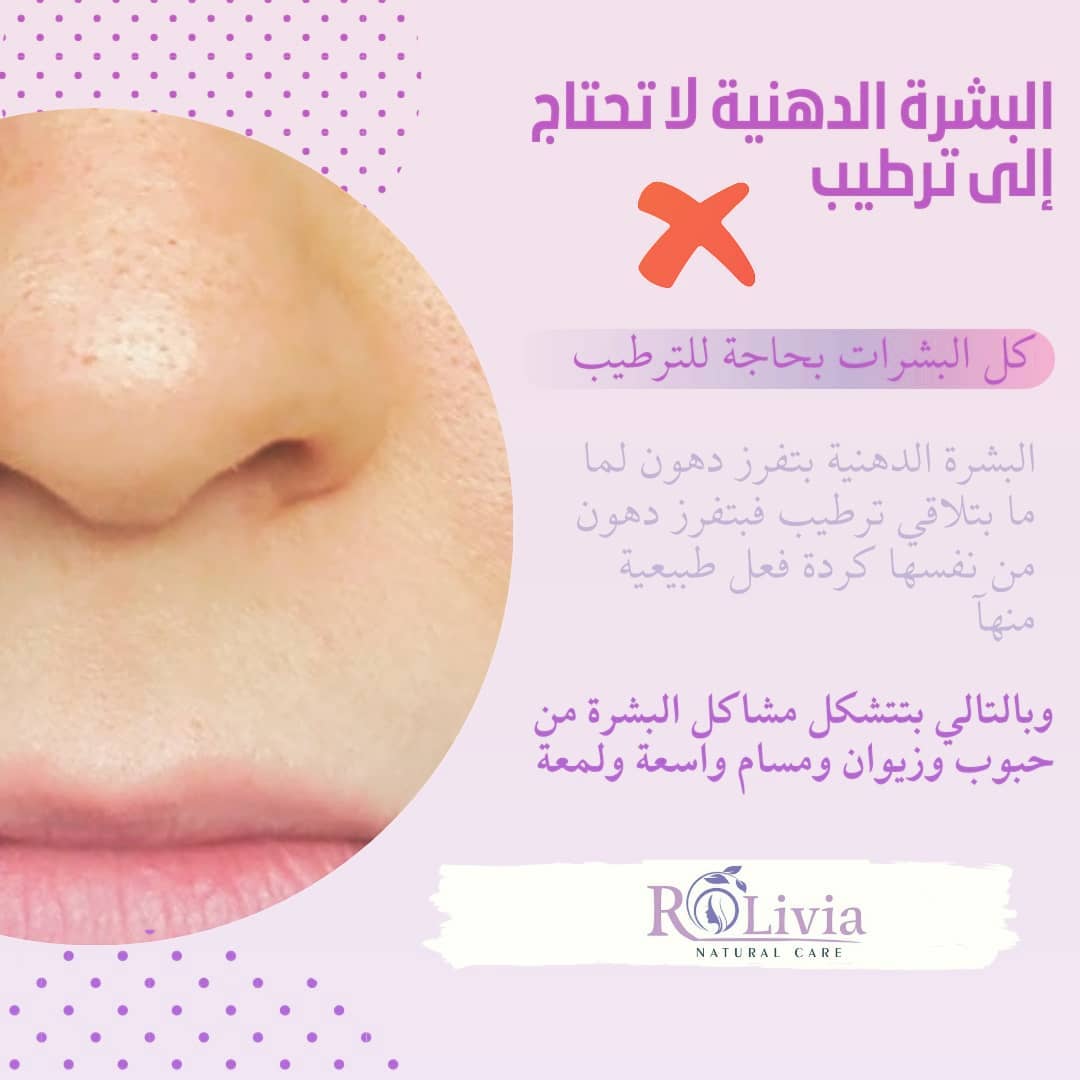 البشرة الدهنية لا تحتاج
إلى ترطيب
كل البشرات بحاجة للترطيب
البشرة الدهنية بتفرز دهون لما
ما بتلاقي ترطيب فبتفرز دهون
من نفسها كردة فعل طبيعية
منهآ
وبالتالي بتتشكل مشاكل البشرة من
حبوب وزيوان ومسام واسعة ولمعة
ROLivia
NATURAL CARE